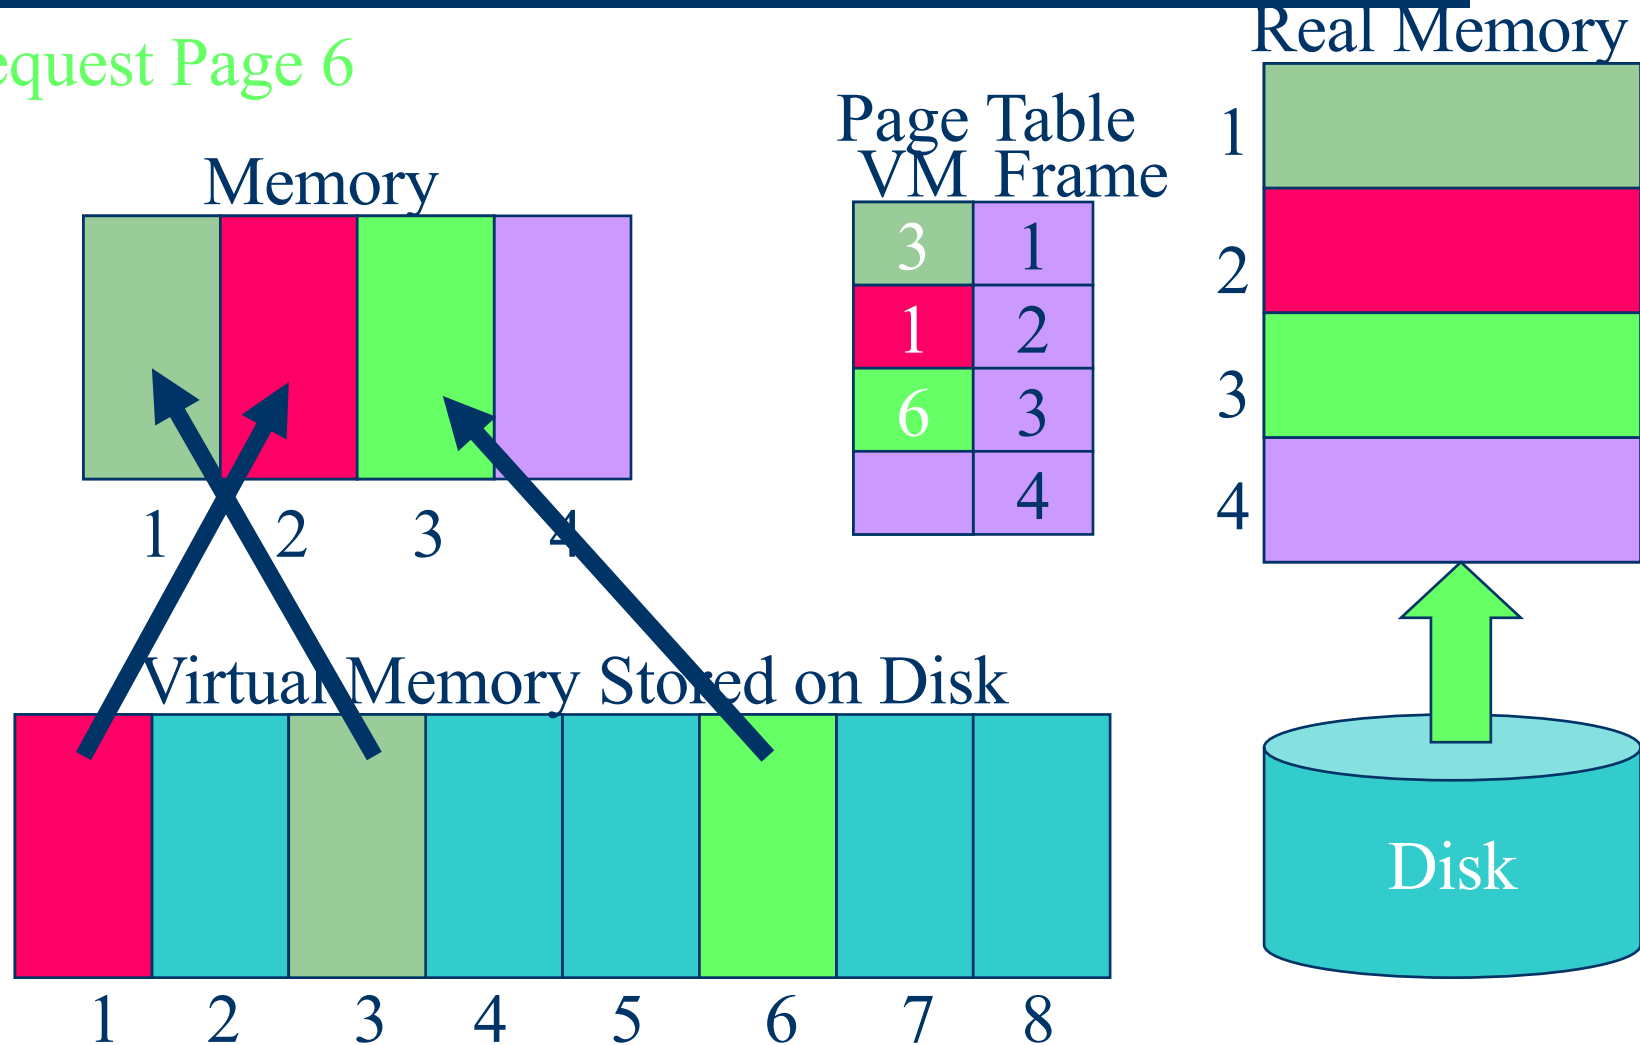 equest Page 6
Memory
1 2 3 4
Page Table
VM Frame
3 1
1 2
6 3
4
Real Memory
1
2
3
4
Virtual Memory Stored on Disk
1 2 3 4 5 6 7 8
Disk